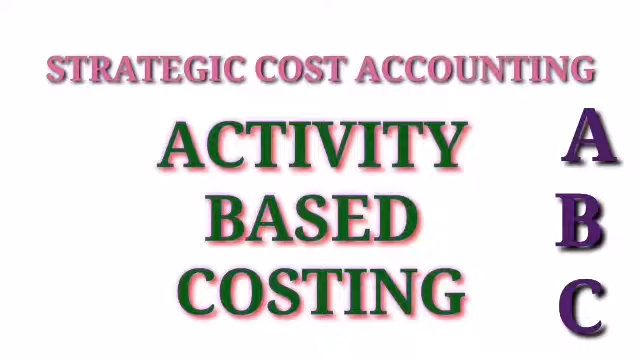 STRATEGIC COST ACCOUNTING
ACTIVITY
BASED
COSTING
A
B
C